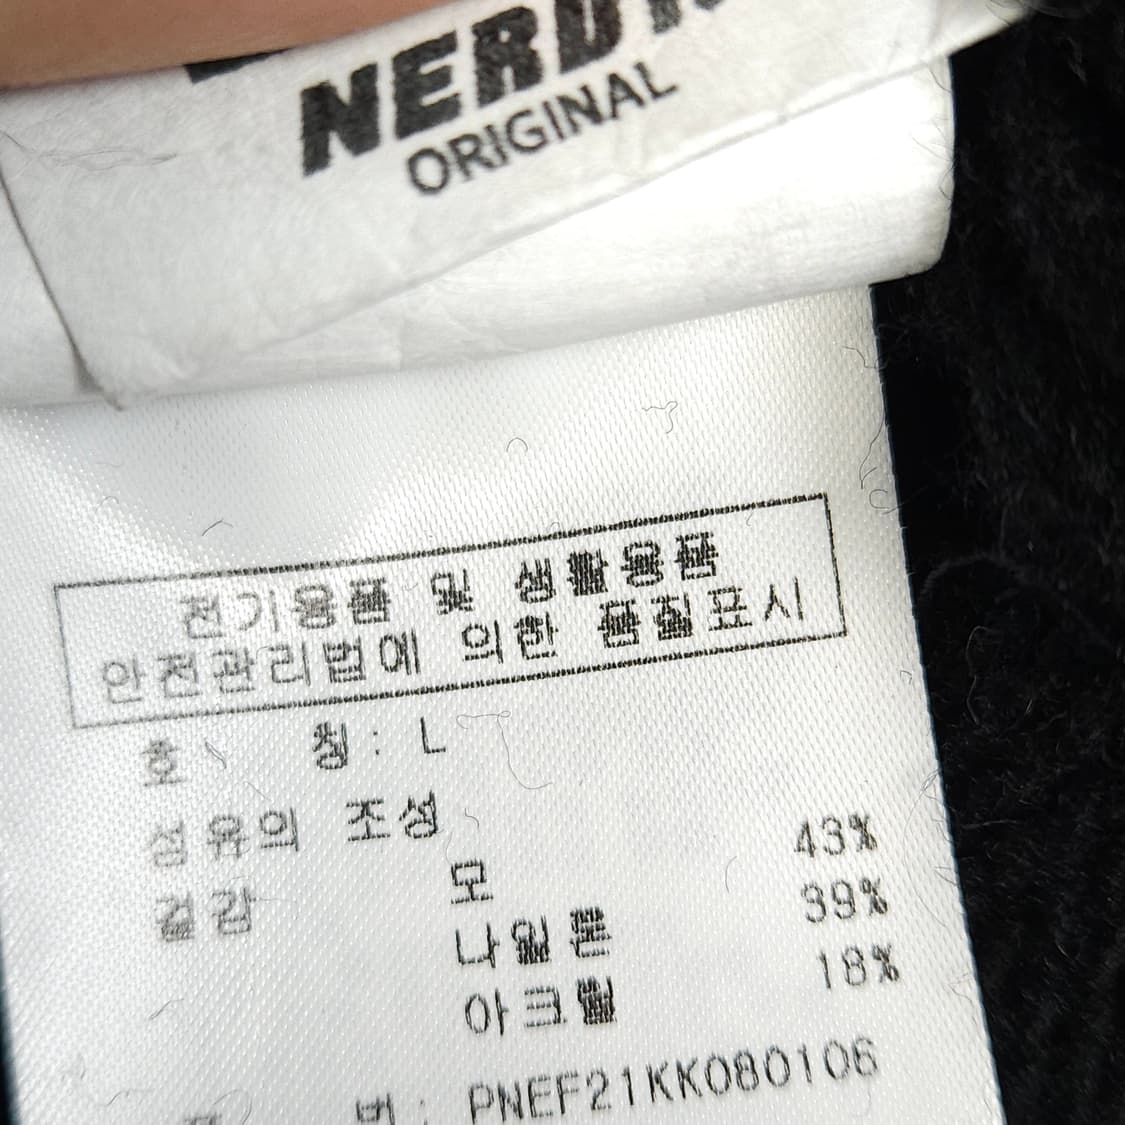 ORIGINAL
전기용품 및 생활용품
안전관리법에 의한 품질표시
호 칭 : L
섬유의 조성
겉감 모 43%
나일론 39%
아크릴 18%
번 : PNEF21KK080106